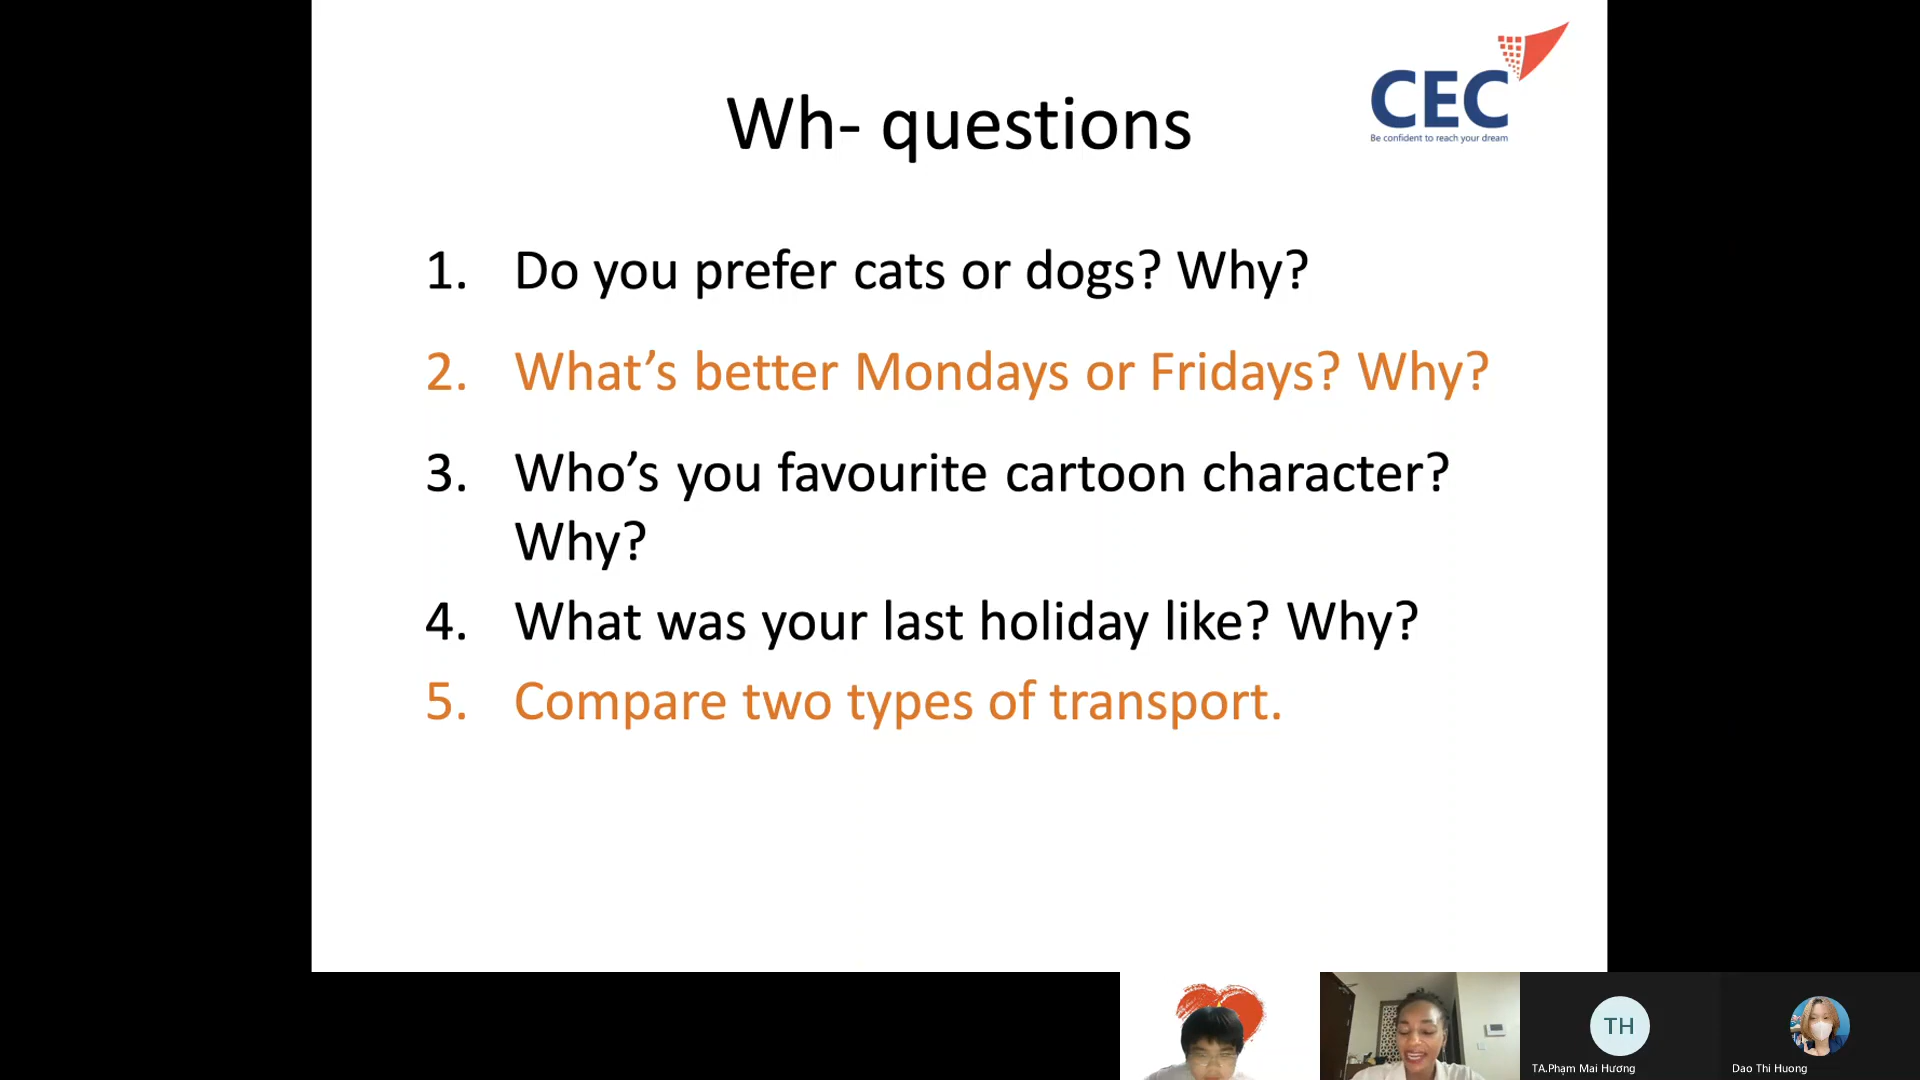 CEC
Be confident to reach your dream
Wh- questions
1. Do you prefer cats or dogs? Why?
2. What’s better Mondays or Fridays? Why?
3. Who’s you favourite cartoon character?
Why?
4. What was your last holiday like? Why?
5. Compare two types of transport.
TH
TA.Phạm Mai Hương
Dao Thi Huong